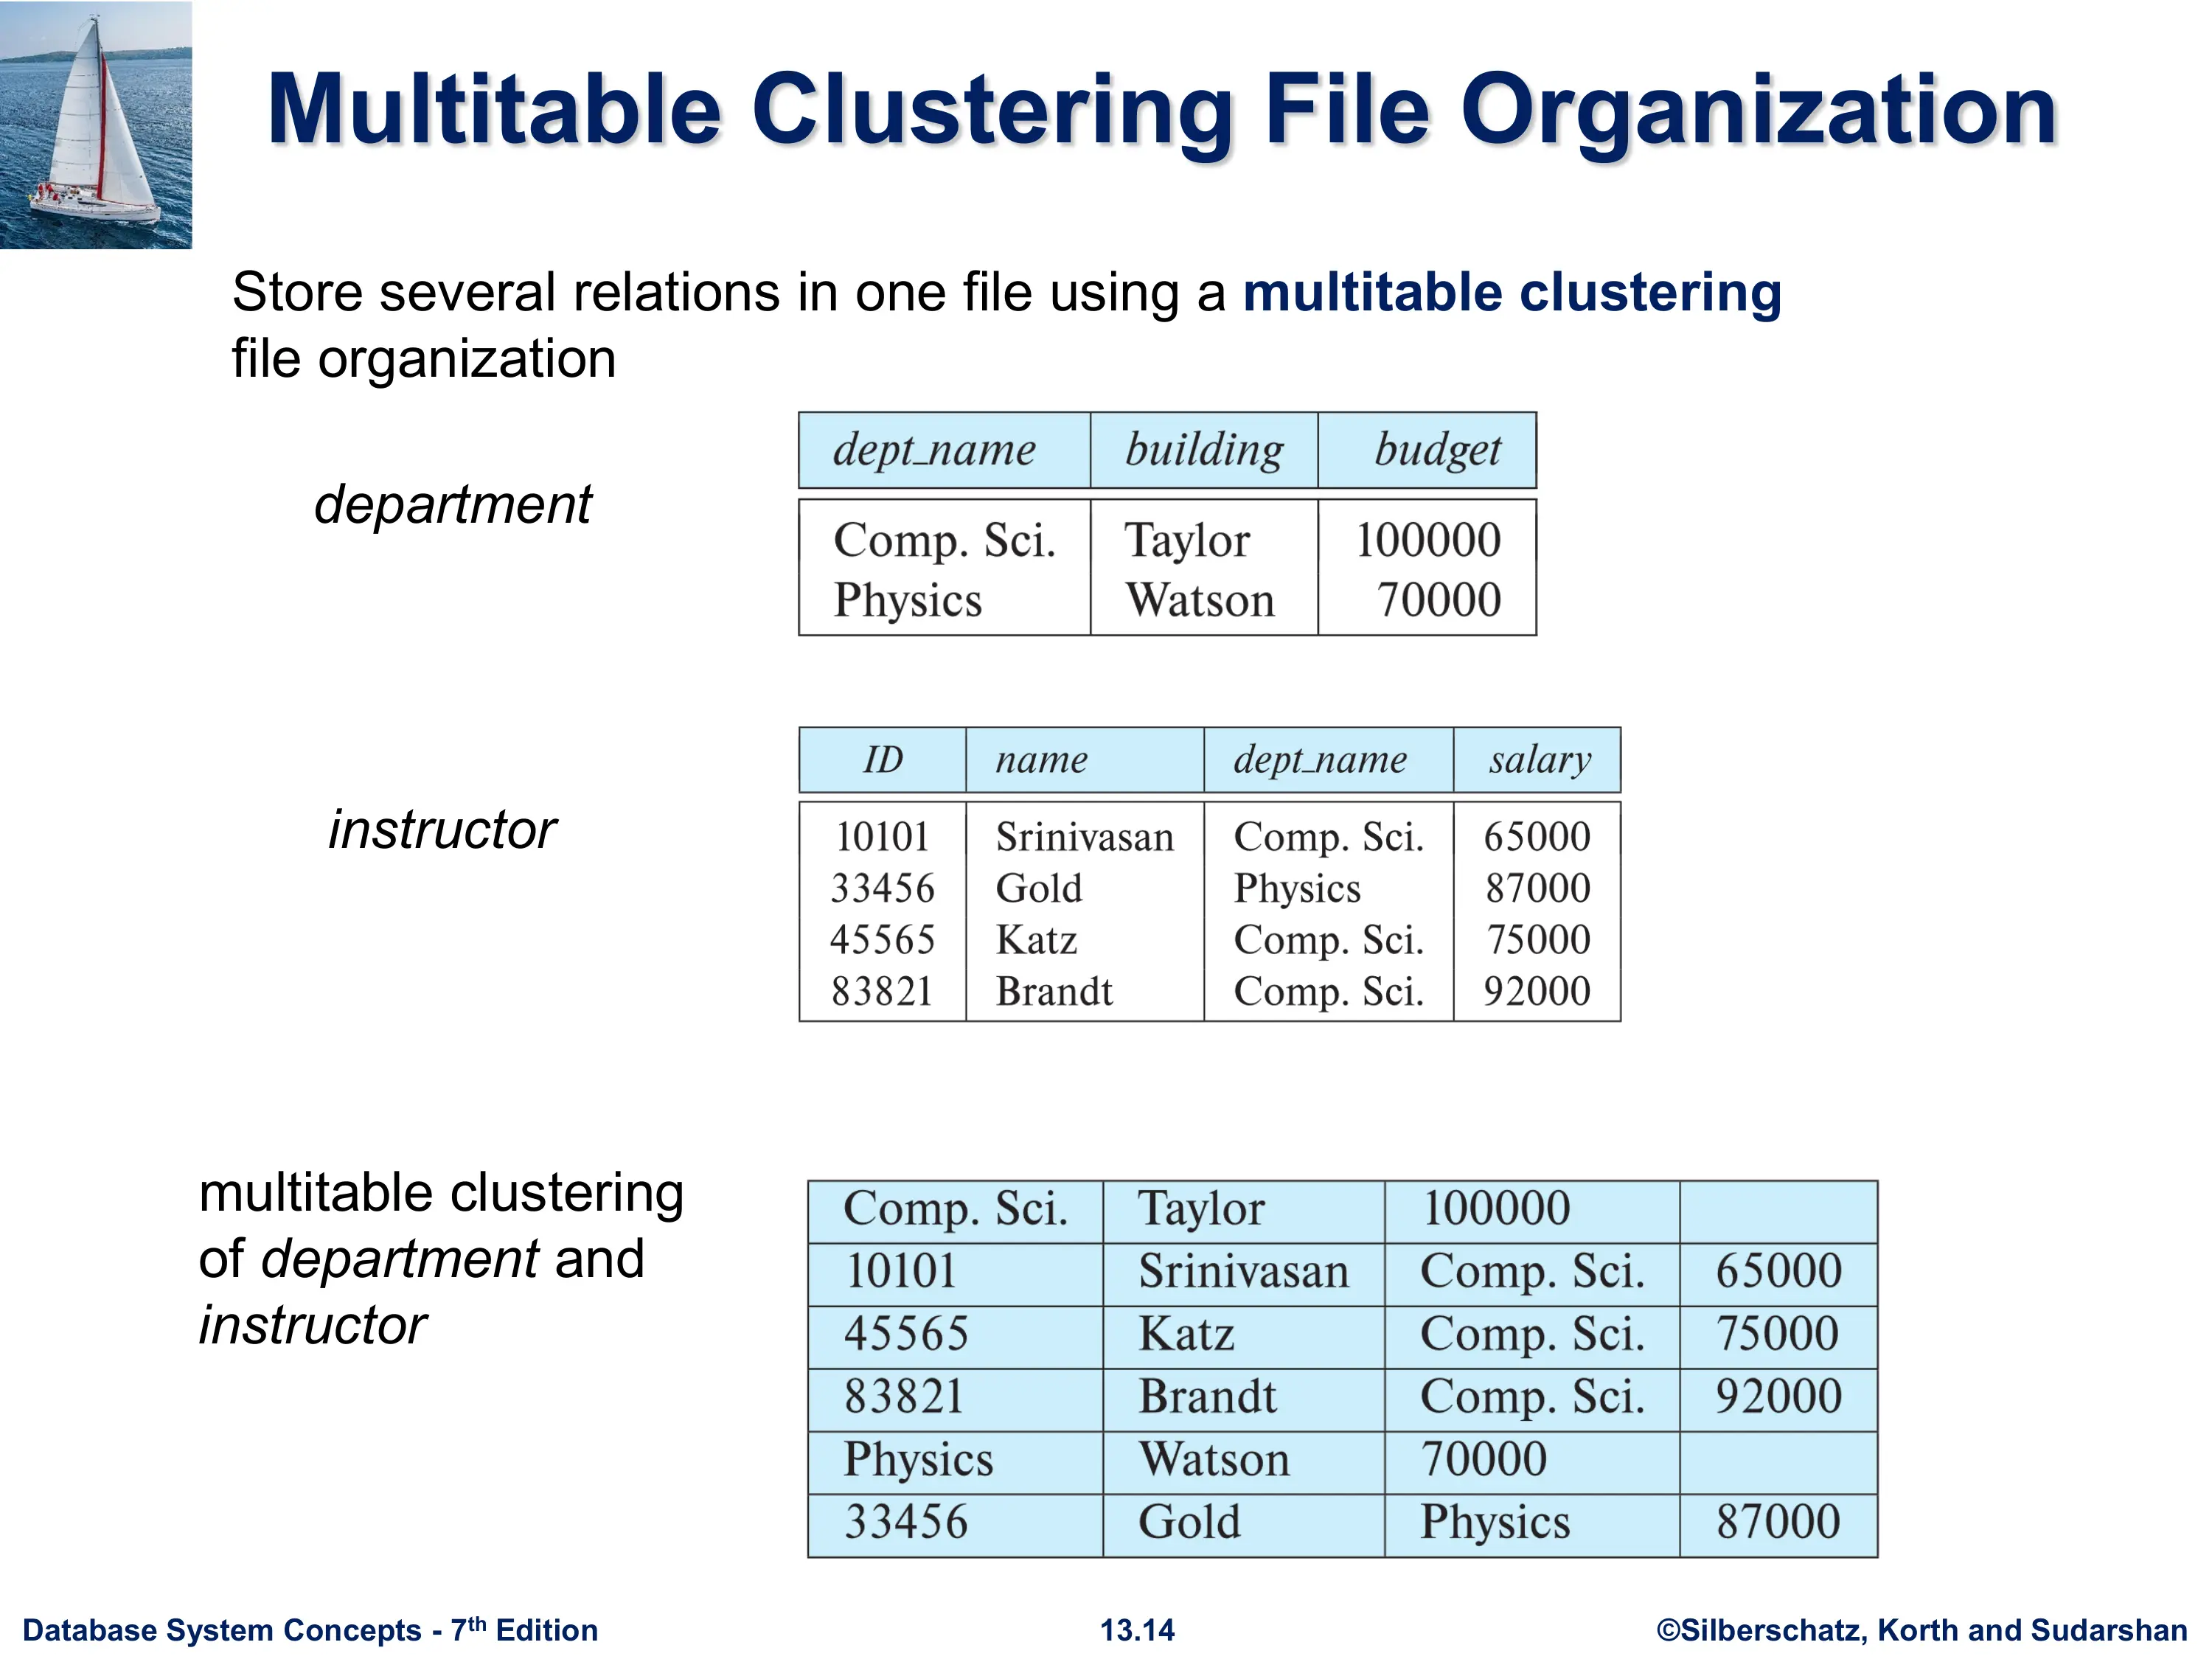 Multitable Clustering File Organization
Store several relations in one file using a multitable clustering
file organization
department
dept_name building budget
Comp. Sci. Taylor 100000
Physics Watson 70000
instructor
ID name dept_name salary
10101 Srinivasan Comp. Sci. 65000
33456 Gold Physics 87000
45565 Katz Comp. Sci. 75000
83821 Brandt Comp. Sci. 92000
multitable clustering
of department and
instructor
Comp. Sci. Taylor 100000
10101 Srinivasan Comp. Sci. 65000
45565 Katz Comp. Sci. 75000
83821 Brandt Comp. Sci. 92000
Physics Watson 70000
33456 Gold Physics 87000
Database System Concepts - 7th Edition 13.14 ©Silberschatz, Korth and Sudarshan